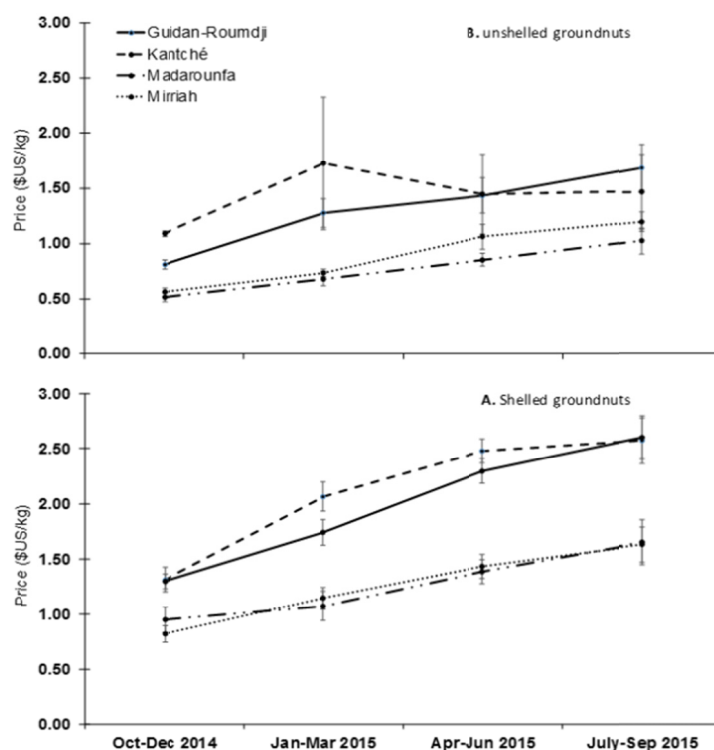 3.00
2.50
2.00
1.50
1.00
0.50
0.00
Price ($US/kg)
Guidan-Roumdji
Kantché
Madarounfa
Mirriah
B. unshelled groundnuts
3.00
2.50
2.00
1.50
1.00
0.50
0.00
Price ($US/kg)
A. Shelled groundnuts
Oct-Dec 2014 Jan-Mar 2015 Apr-Jun 2015 July-Sep 2015